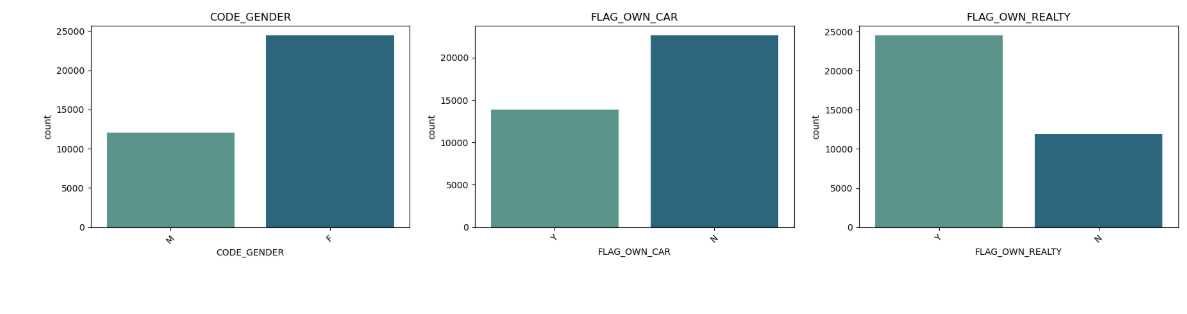 CODE_GENDER
25000
20000
15000
10000
5000
0
count
M
F
CODE_GENDER
FLAG_OWN_CAR
20000
15000
10000
5000
0
count
Y
N
FLAG_OWN_CAR
FLAG_OWN_REALTY
25000
20000
15000
10000
5000
0
count
Y
N
FLAG_OWN_REALTY